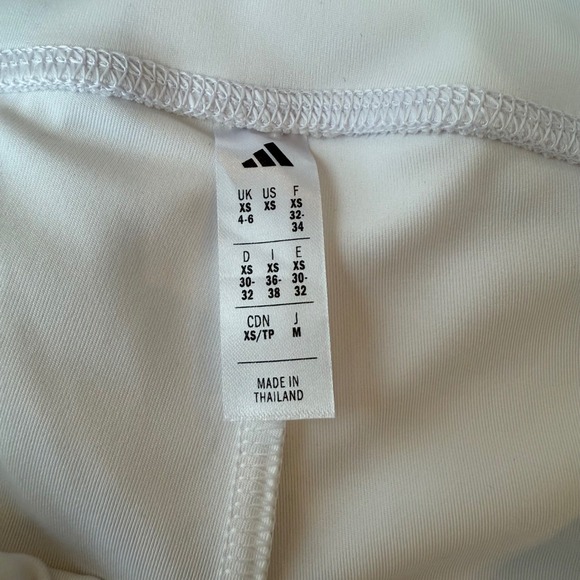 UK US F
XS XS XS
4-6 32-
34
D I E
XS XS XS
30- 36- 30-
32 38 32
CDN J
XS/TP M
MADE IN
THAILAND